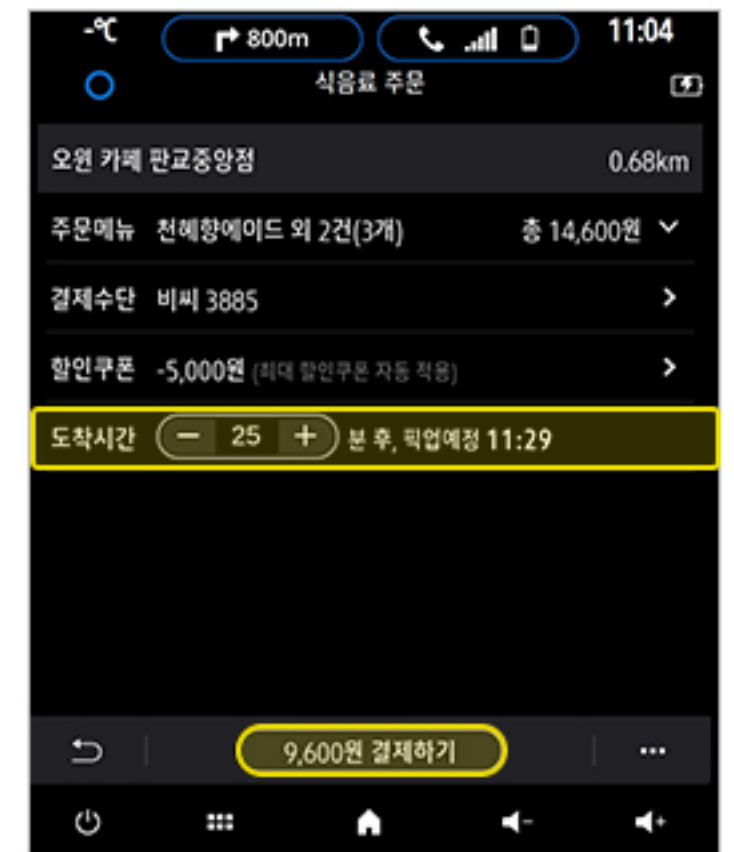 -℃ 800m 11:04
식음료 주문
오윈 카페 판교중앙점 0.68km
주문메뉴 천혜향에이드 외 2건(3개) 총 14,600원
결제수단 비씨 3885
할인쿠폰 -5,000원 (최대 할인쿠폰 자동 적용)
도착시간 − 25 + 분 후, 픽업예정 11:29
9,600원 결제하기